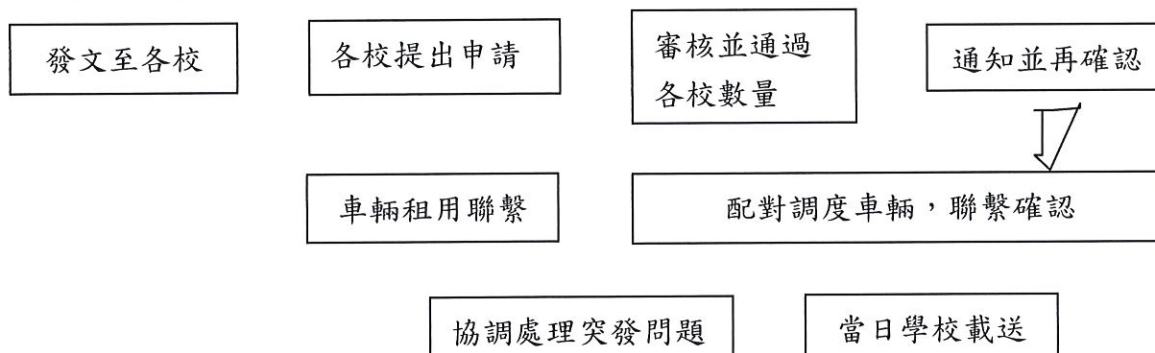 發文至各校
各校提出申請
審核並通過
各校數量
通知並再確認
車輛租用聯繫
配對調度車輛，聯繫確認
協調處理突發問題
當日學校載送